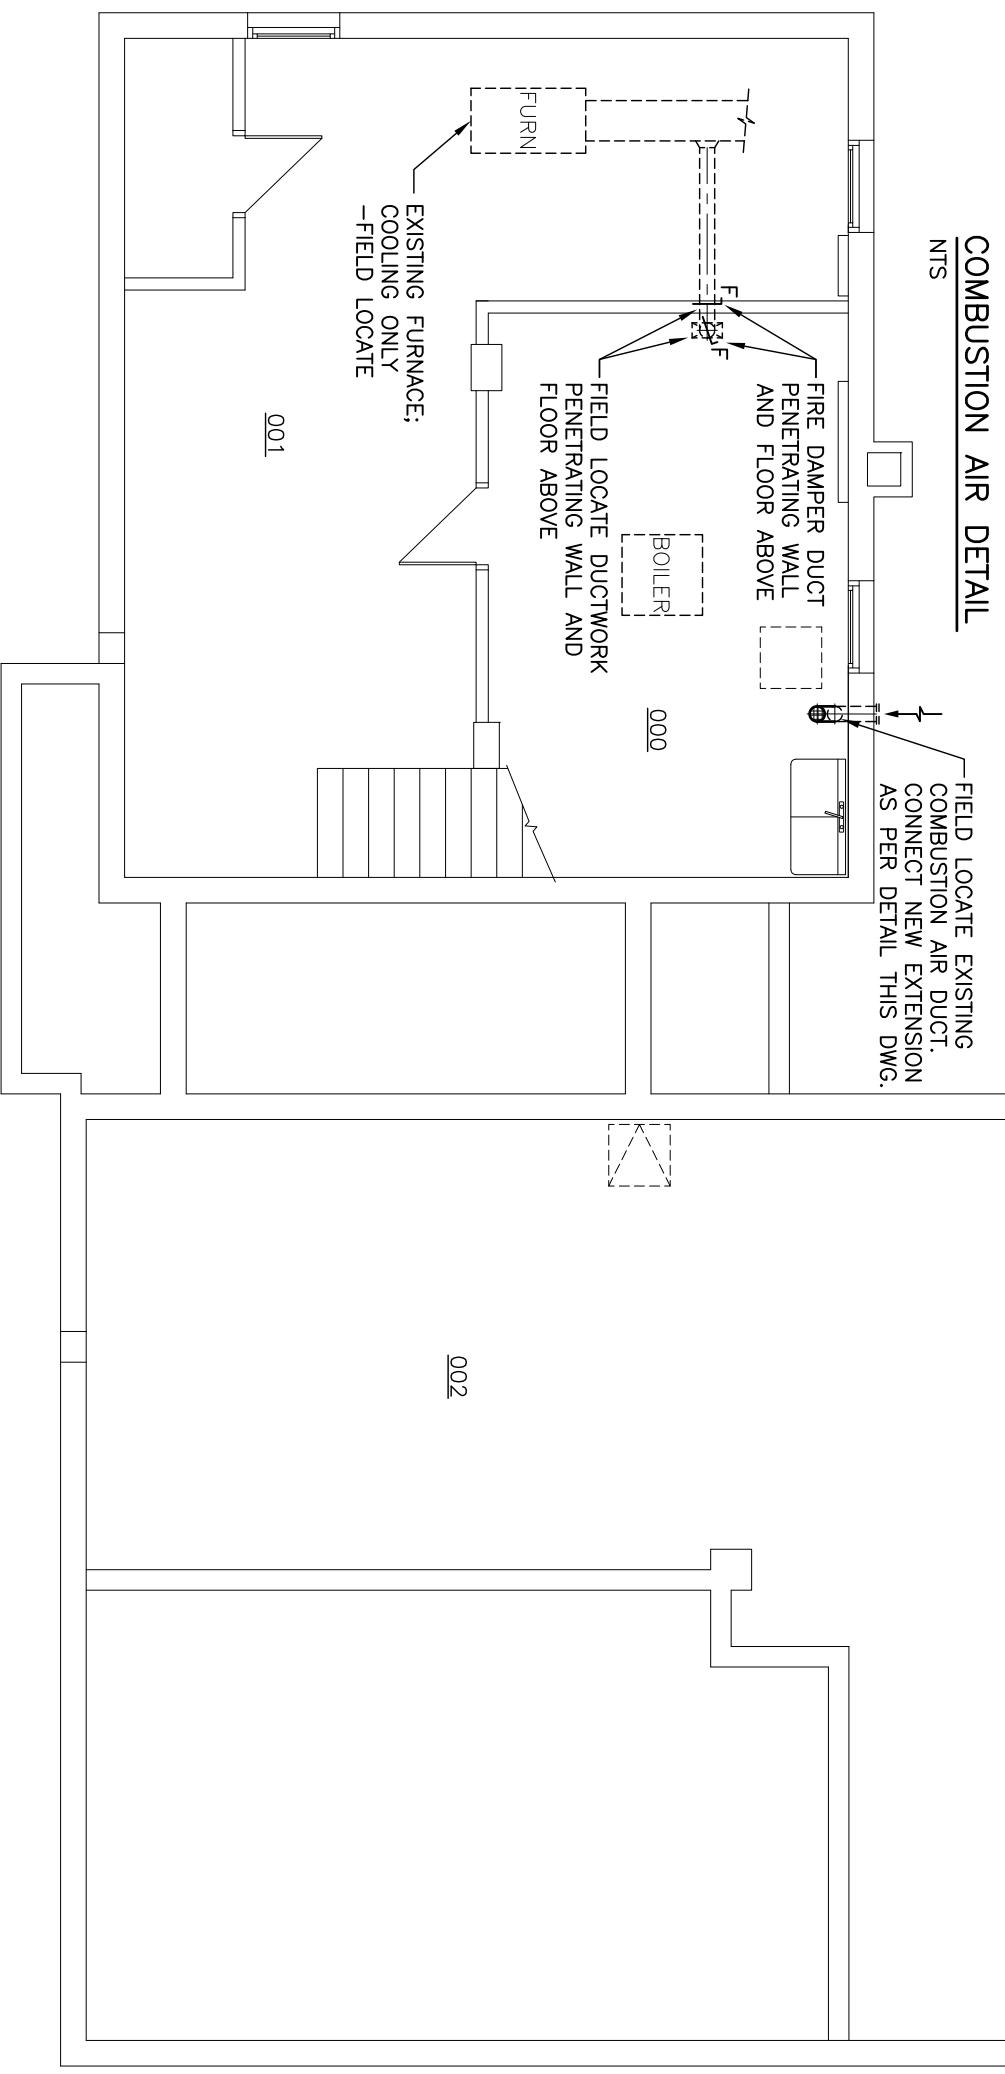 COMBUSTION AIR DETAIL
NTS
FIRE DAMPER DUCT
PENETRATING WALL
AND FLOOR ABOVE
FIELD LOCATE DUCTWORK
PENETRATING WALL AND
FLOOR ABOVE
EXISTING FURNACE;
COOLING ONLY
-FIELD LOCATE
FURN
F
F
BOILER
FIELD LOCATE EXISTING
COMBUSTION AIR DUCT.
CONNECT NEW EXTENSION
AS PER DETAIL THIS DWG.
000
001
002